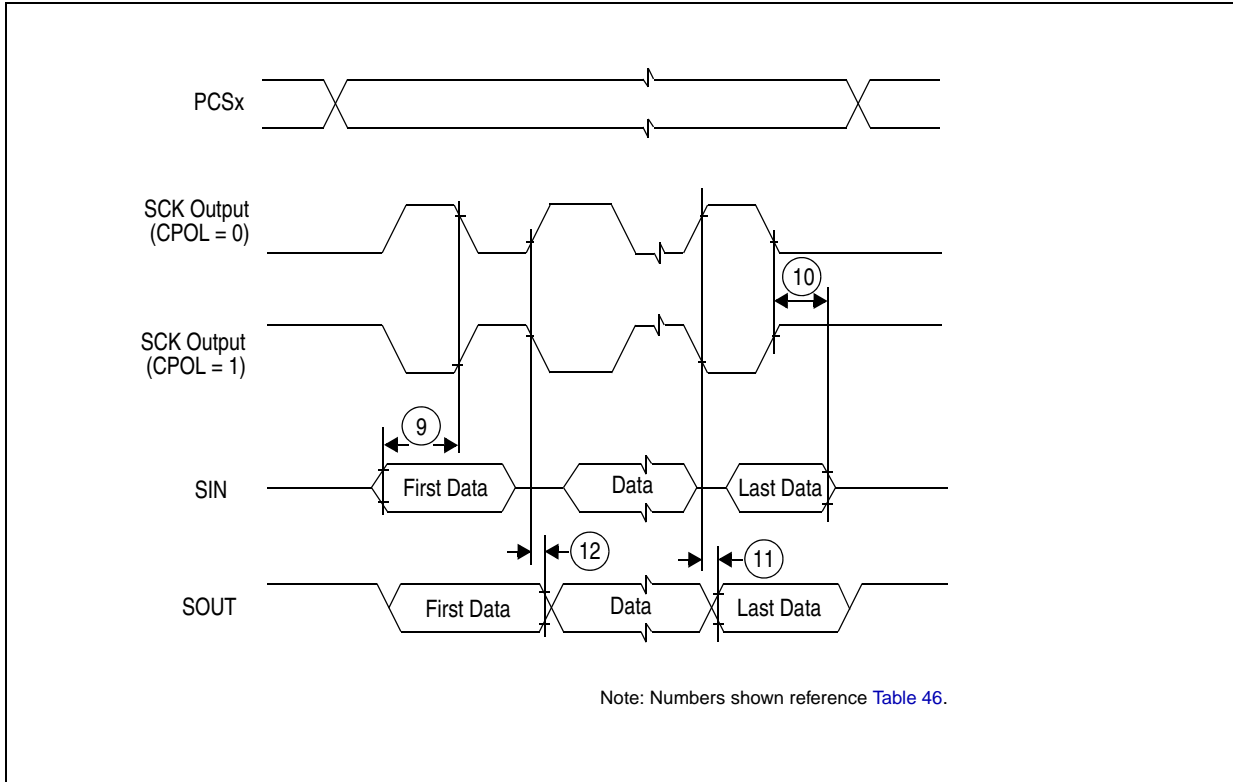 PCSx
SCK Output
(CPOL = 0)
10
SCK Output
(CPOL = 1)
9
SIN
First Data
Data
Last Data
12
11
SOUT
First Data
Data
Last Data
Note: Numbers shown reference Table 46.